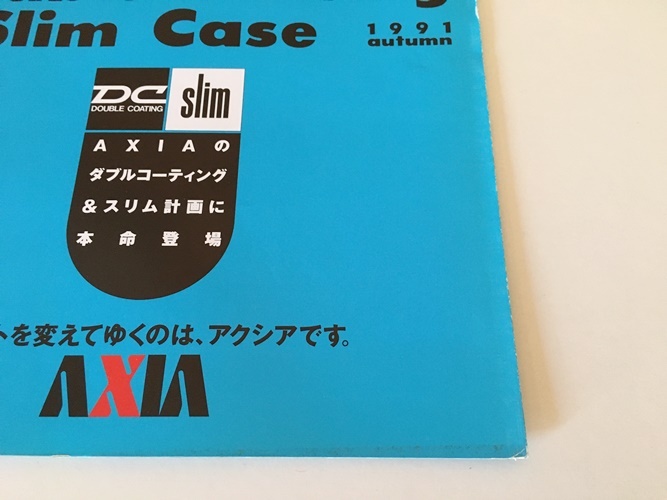 Slim Case
1991
autumn
DC
DOUBLE COATING
slim
AXIAの
ダブルコーティング
&スリム計画に
本命登場
トを変えてゆくのは、アクシアです。
AXIA